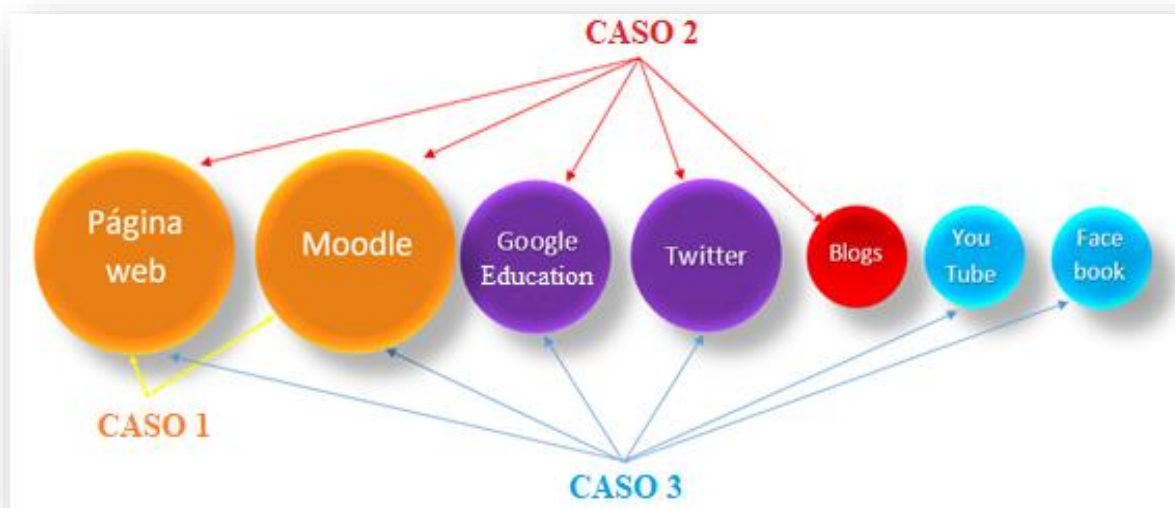 CASO 2
Página
web
Moodle
Google
Education
Twitter
Blogs
You
Tube
Face
book
CASO 1
CASO 3